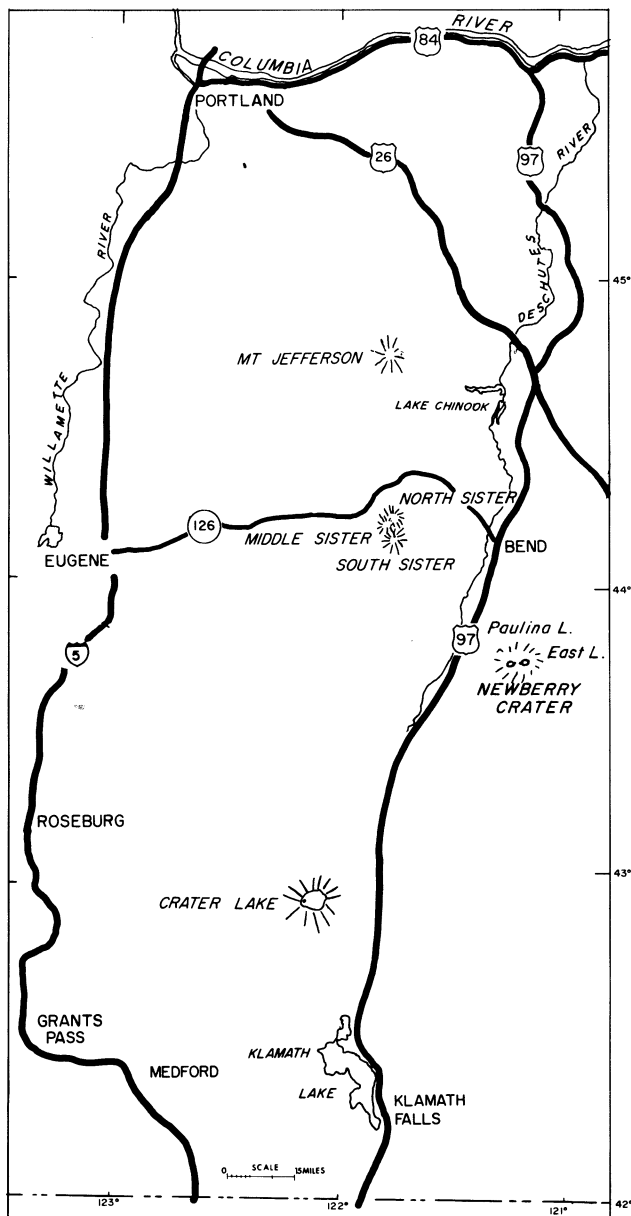 RIVER
84
COLUMBIA
PORTLAND
26
97
RIVER
RIVER
DESCHUTES
45°
MT JEFFERSON
LAKE CHINOOK
WILLAMETTE
NORTH SISTER
126
MIDDLE SISTER
BEND
EUGENE
SOUTH SISTER
44°
Paulina L.
97
5
East L.
NEWBERRY
CRATER
ROSEBURG
43°
CRATER LAKE
GRANTS
PASS
KLAMATH
MEDFORD
LAKE
KLAMATH
FALLS
0 SCALE 15 MILES
42°
123°
122°
121°